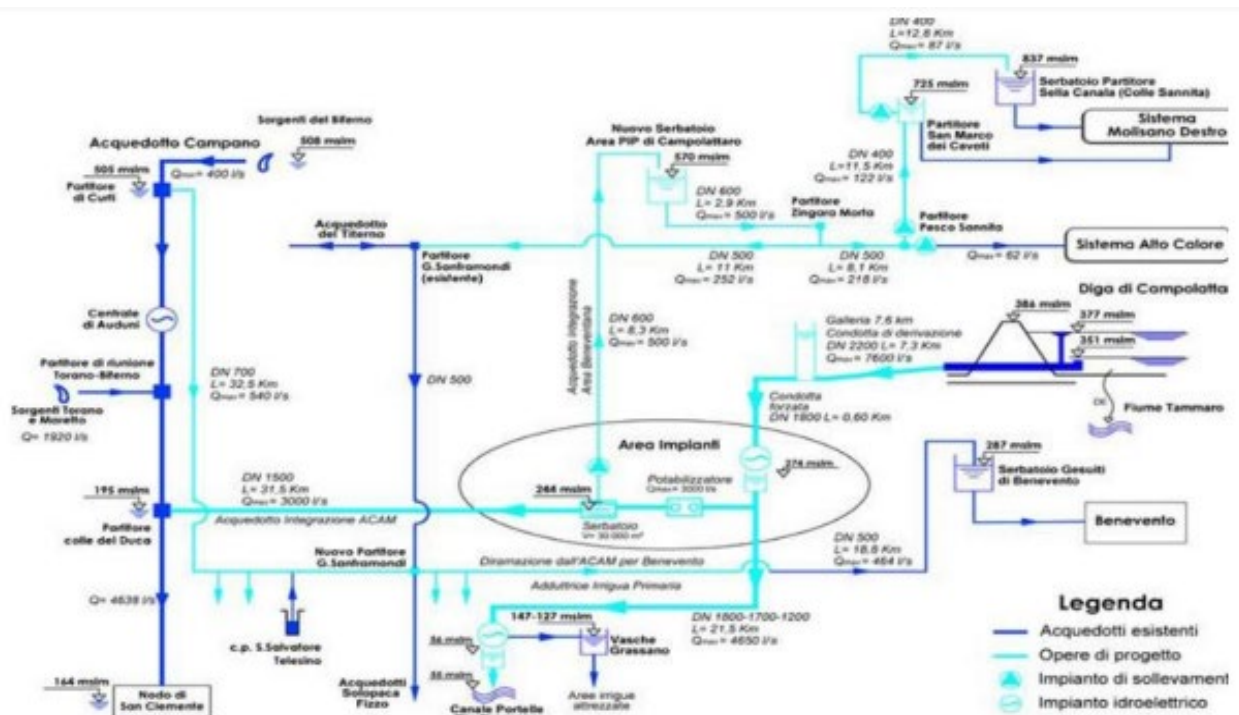 DN 400
L=12,8 Km
Qmax= 87 l/s
837 mslm
Serbatoio Partitore
Sella Canala (Colle Sannita)
725 mslm
Sistema
Molisano Destro
Partitore
San Marco
dei Cavoti
Sorgenti del Biferno
508 mslm
Acquedotto Campano
Qmin= 400 l/s
505 mslm
Partitore
di Curti
Nuovo Serbatoio
Area PIP di Campolattaro
570 mslm
DN 600
L= 2,9 Km
Qmax= 500 l/s
DN 400
L=11,5 Km
Qmax= 122 l/s
Partitore
Zingara Morta
Partitore
Pesco Sannita
Acquedotto
del Titerno
Partitore
G.Sanframondi
(esistente)
DN 500
L= 11 Km
Qmax= 252 l/s
DN 500
L= 8,1 Km
Qmax= 218 l/s
Qmax= 62 l/s
Sistema Alto Calore
Diga di Campolatta
386 mslm
377 mslm
351 mslm
Centrale
di Auduni
Acquedotto Integrazione
Area Beneventana
DN 600
L= 8,3 Km
Qmax= 500 l/s
Galleria 7,6 km
Condotta di derivazione
DN 2200 L= 7,3 Km
Qmax= 7600 l/s
Partitore di riunione
Torano-Biferno
DN 700
L= 32,5 Km
Qmax= 540 l/s
DN 500
Condotta
forzata
DN 1800 L= 0,60 Km
DE
Fiume Tammaro
Sorgenti Torano
e Maretto
Q= 1920 l/s
Area Impianti
274 mslm
287 mslm
Serbatoio Gesuiti
di Benevento
195 mslm
DN 1500
L= 31,5 Km
Qmax= 3000 l/s
Potabilizzatore
Qmax= 3000 l/s
Acquedotto Integrazione ACAM
Serbatoio
V= 30.000 m³
Partitore
colle del Duca
Benevento
Nuovo Partitore
G.Sanframondi
Diramazione dall'ACAM per Benevento
DN 500
L= 18,8 Km
Qmax= 464 l/s
Adduttrice Irrigua Primaria
Q= 4638 l/s
c.p. S.Salvatore
Telesino
147-127 mslm
DN 1800-1700-1200
L= 21,5 Km
Qmax= 4650 l/s
Vasche
Grassano
164 mslm
Nodo di
San Clemente
Acquedotti
Solopaca
Fizzo
Canale Portelle
Aree irrigue
attrezzate
Legenda
Acquedotti esistenti
Opere di progetto
Impianto di sollevament
Impianto idroelettrico